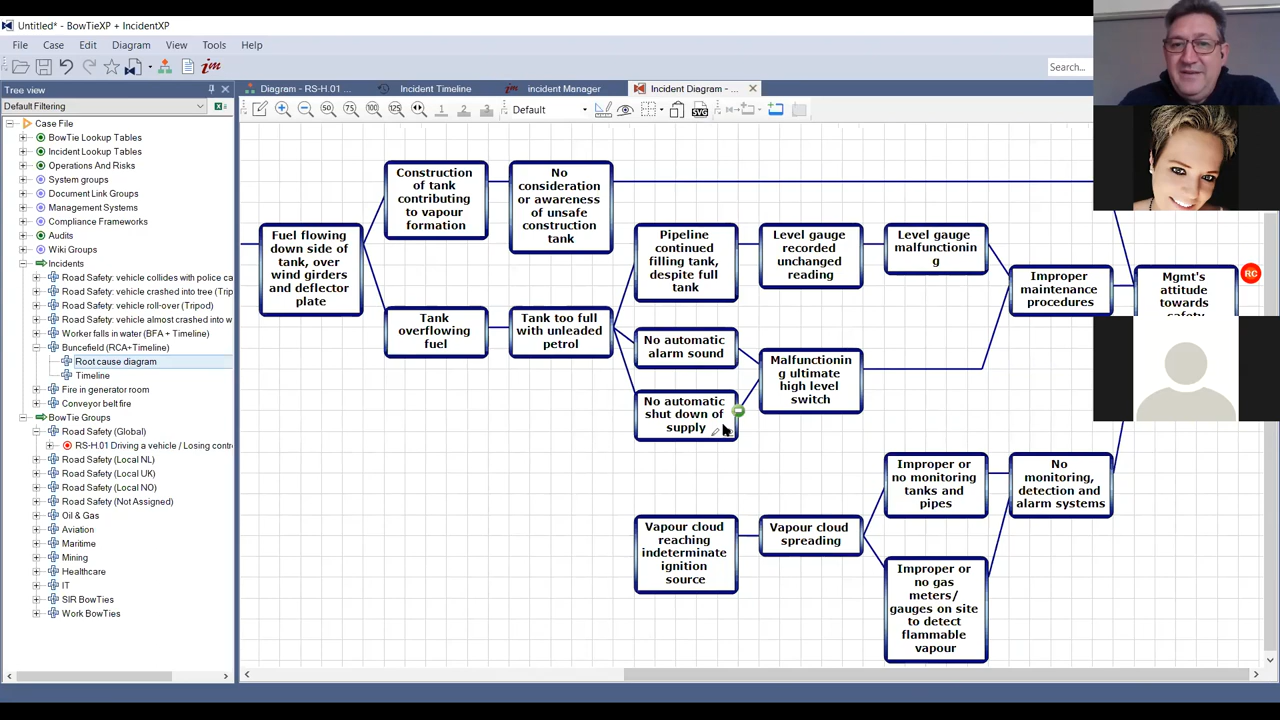 Untitled* - BowTieXP + IncidentXP
File Case Edit Diagram View Tools Help
im
Search...
Tree view
Default Filtering
Case File
BowTie Lookup Tables
Incident Lookup Tables
Operations And Risks
System groups
Document Link Groups
Management Systems
Compliance Frameworks
Audits
Wiki Groups
Incidents
Road Safety: vehicle collides with police ca
Road Safety: vehicle crashed into tree (Trip
Road Safety: vehicle roll-over (Tripod)
Road Safety: vehicle almost crashed into w
Worker falls in water (BFA + Timeline)
Buncefield (RCA+Timeline)
Root cause diagram
Timeline
Fire in generator room
Conveyor belt fire
BowTie Groups
Road Safety (Global)
RS-H.01 Driving a vehicle / Losing contr
Road Safety (Local NL)
Road Safety (Local UK)
Road Safety (Local NO)
Road Safety (Not Assigned)
Oil & Gas
Aviation
Maritime
Mining
Healthcare
IT
SIR BowTies
Work BowTies
Diagram - RS-H.01 ...
Incident Timeline
incident Manager
Incident Diagram - ...
50 75 100 125
1 2 3
Default
SVG
Fuel flowing
down side of
tank, over
wind girders
and deflector
plate
Construction
of tank
contributing
to vapour
formation
No
consideration
or awareness
of unsafe
construction
tank
Tank
overflowing
fuel
Tank too full
with unleaded
petrol
Pipeline
continued
filling tank,
despite full
tank
Level gauge
recorded
unchanged
reading
Level gauge
malfunctionin
g
No automatic
alarm sound
No automatic
shut down of
supply
Malfunctionin
g ultimate
high level
switch
Improper
maintenance
procedures
Mgmt's
attitude
towards
safety
RC
Vapour cloud
reaching
indeterminate
ignition
source
Vapour cloud
spreading
Improper or
no monitoring
tanks and
pipes
No
monitoring,
detection and
alarm systems
Improper or
no gas
meters/
gauges on site
to detect
flammable
vapour